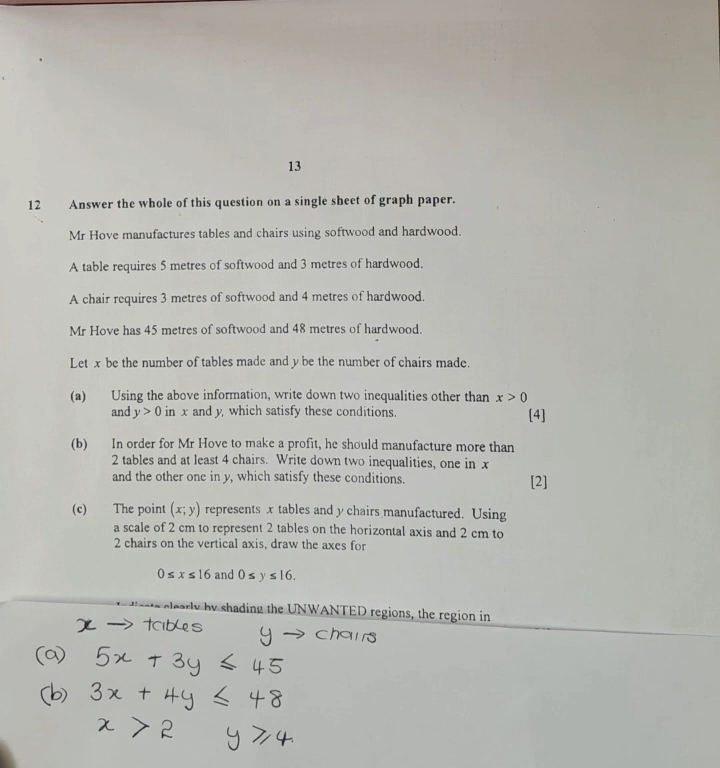 13
12 Answer the whole of this question on a single sheet of graph paper.
Mr Hove manufactures tables and chairs using softwood and hardwood.
A table requires 5 metres of softwood and 3 metres of hardwood.
A chair requires 3 metres of softwood and 4 metres of hardwood.
Mr Hove has 45 metres of softwood and 48 metres of hardwood.
Let x be the number of tables made and y be the number of chairs made.
(a) Using the above information, write down two inequalities other than x > 0
and y > 0 in x and y, which satisfy these conditions. [4]
(b) In order for Mr Hove to make a profit, he should manufacture more than
2 tables and at least 4 chairs. Write down two inequalities, one in x
and the other one in y, which satisfy these conditions. [2]
(c) The point (x; y) represents x tables and y chairs manufactured. Using
a scale of 2 cm to represent 2 tables on the horizontal axis and 2 cm to
2 chairs on the vertical axis, draw the axes for
0 ≤ x ≤ 16 and 0 ≤ y ≤ 16.
clearly by shading the UNWANTED regions, the region in
x → tables y → chairs
(a) 5x + 3y ≤ 45
(b) 3x + 4y ≤ 48
x > 2 y ≥ 4.